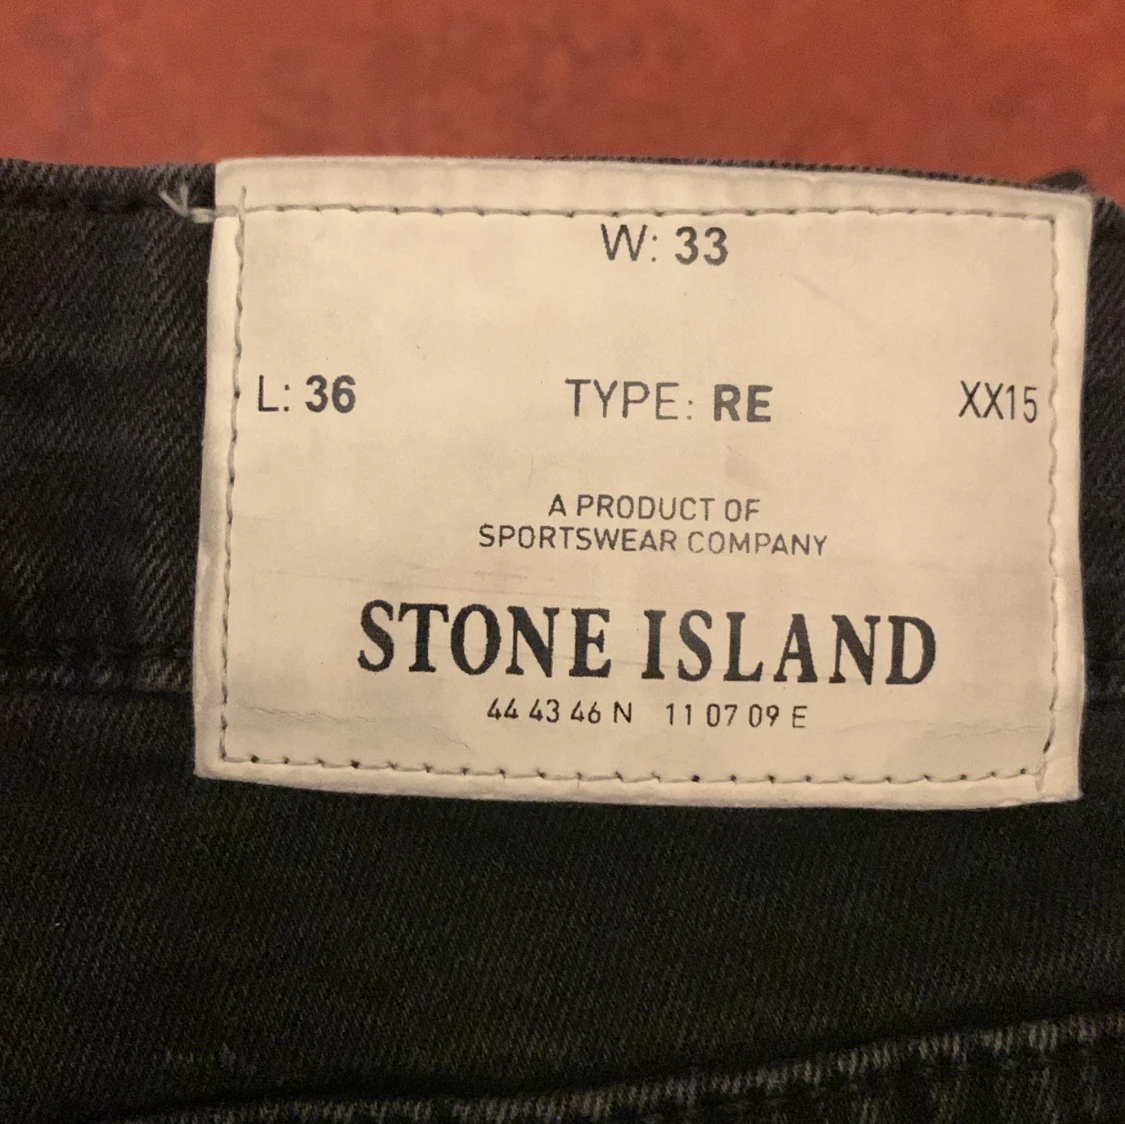 W: 33
L: 36 TYPE: RE XX15
A PRODUCT OF
SPORTSWEAR COMPANY
STONE ISLAND
44 43 46 N 11 07 09 E